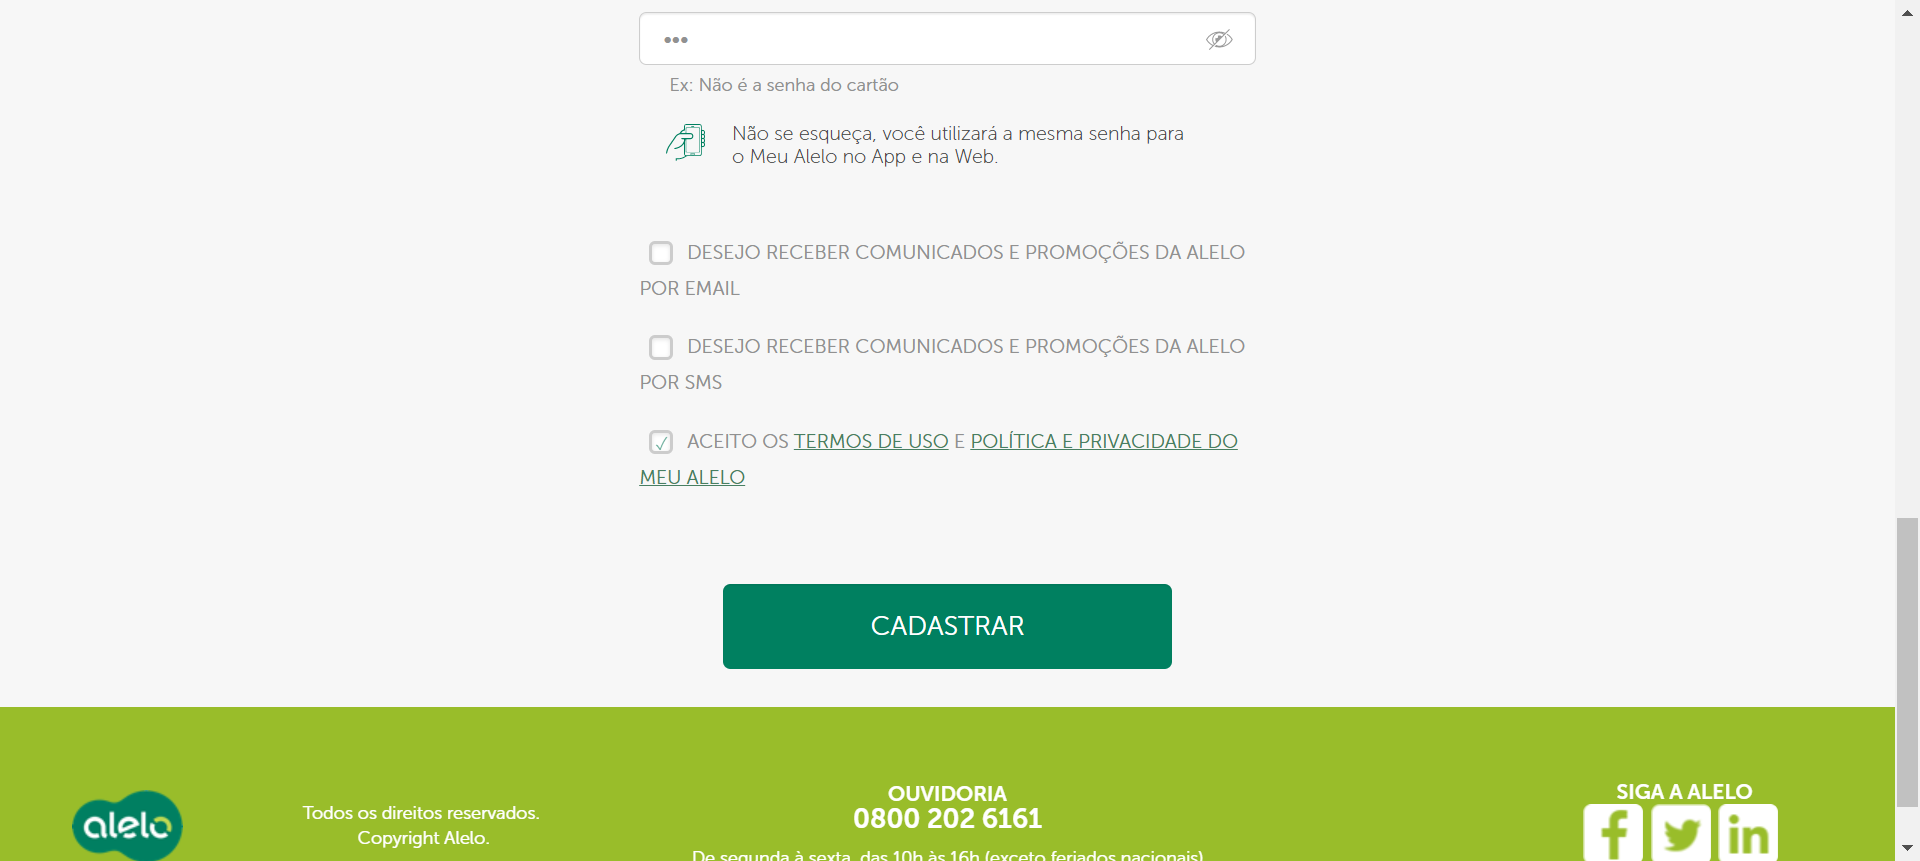 •••
Ex: Não é a senha do cartão
Não se esqueça, você utilizará a mesma senha para
o Meu Alelo no App e na Web.
DESEJO RECEBER COMUNICADOS E PROMOÇÕES DA ALELO
POR EMAIL
DESEJO RECEBER COMUNICADOS E PROMOÇÕES DA ALELO
POR SMS
ACEITO OS TERMOS DE USO E POLÍTICA E PRIVACIDADE DO
MEU ALELO
CADASTRAR
alelo
Todos os direitos reservados.
Copyright Alelo.
OUVIDORIA
0800 202 6161
De segunda à sexta, das 10h às 16h (exceto feriados nacionais)
SIGA A ALELO
f
in